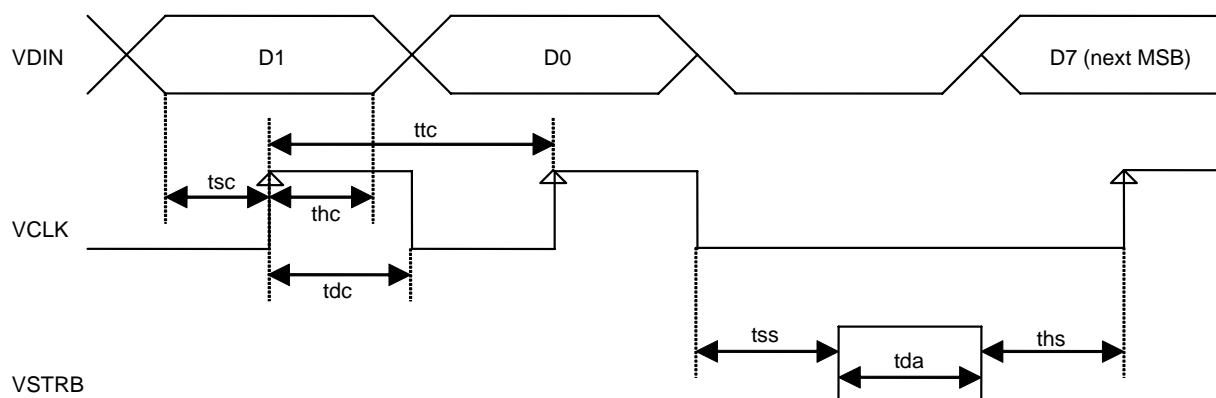 VDIN
D1
D0
D7 (next MSB)
ttc
tsc
thc
VCLK
tdc
tss
ths
tda
VSTRB